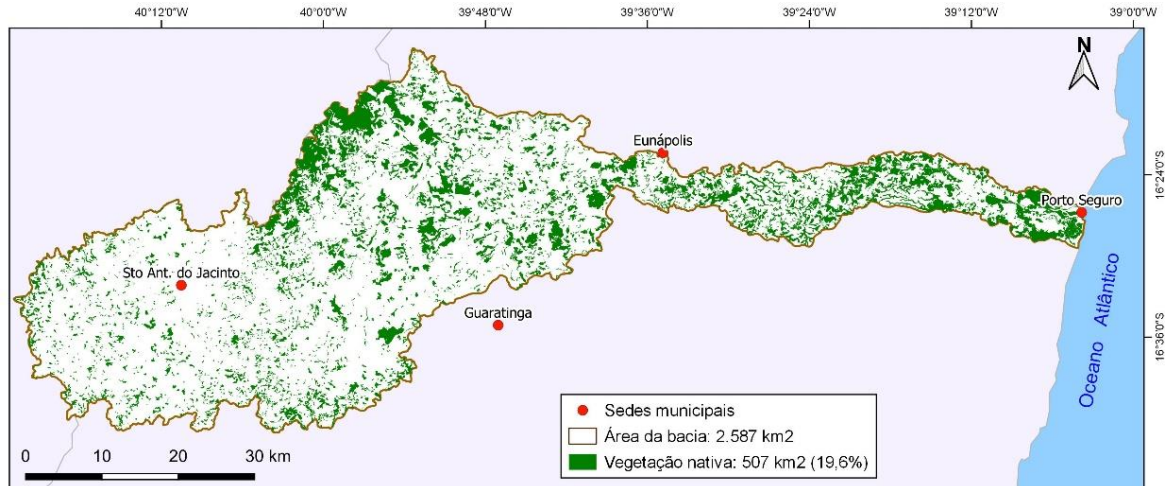 40°12'0"W 40°0'0"W 39°48'0"W 39°36'0"W 39°24'0"W 39°12'0"W 39°0'0"W
N
Eunápolis
16°24'0"S
Porto Seguro
Sto Ant. do Jacinto
Guaratinga
16°36'0"S
Oceano Atlântico
Sedes municipais
Área da bacia: 2.587 km2
Vegetação nativa: 507 km2 (19,6%)
0 10 20 30 km